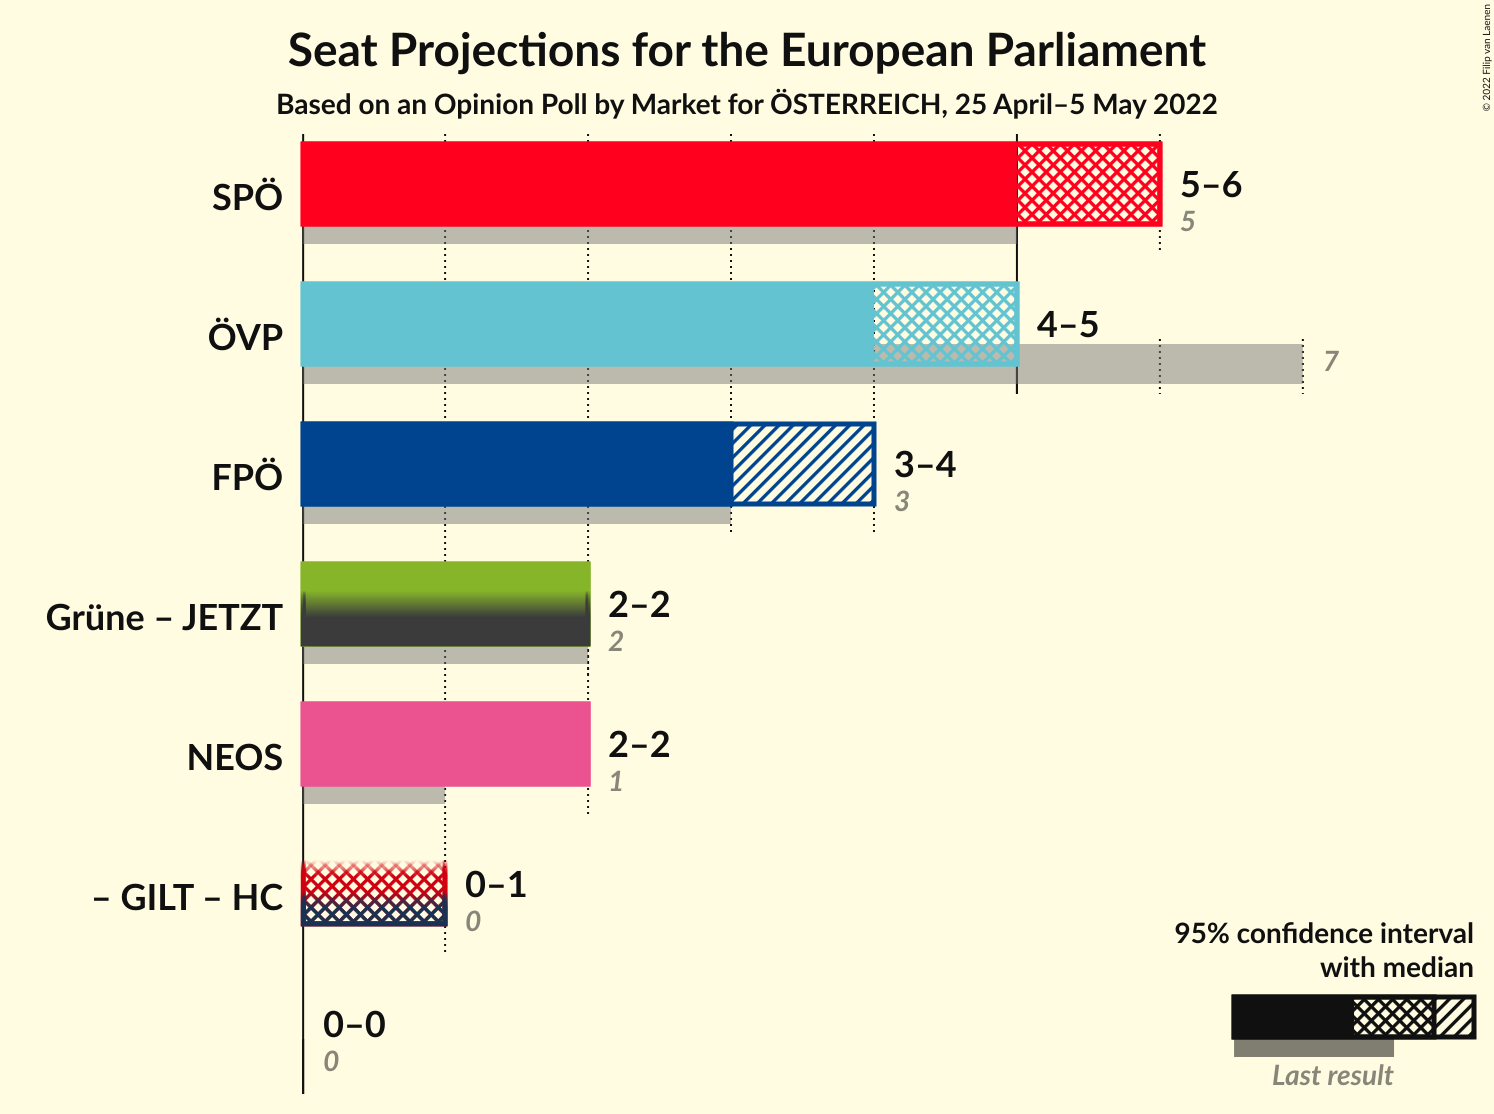 Seat Projections for the European Parliament
Based on an Opinion Poll by Market for ÖSTERREICH, 25 April–5 May 2022
© 2022 Filip van Laenen
SPÖ
5–6
5
ÖVP
4–5
7
FPÖ
3–4
3
Grüne – JETZT
2–2
2
NEOS
2–2
1
– GILT – HC
0–1
0
0–0
0
95% confidence interval
with median
Last result